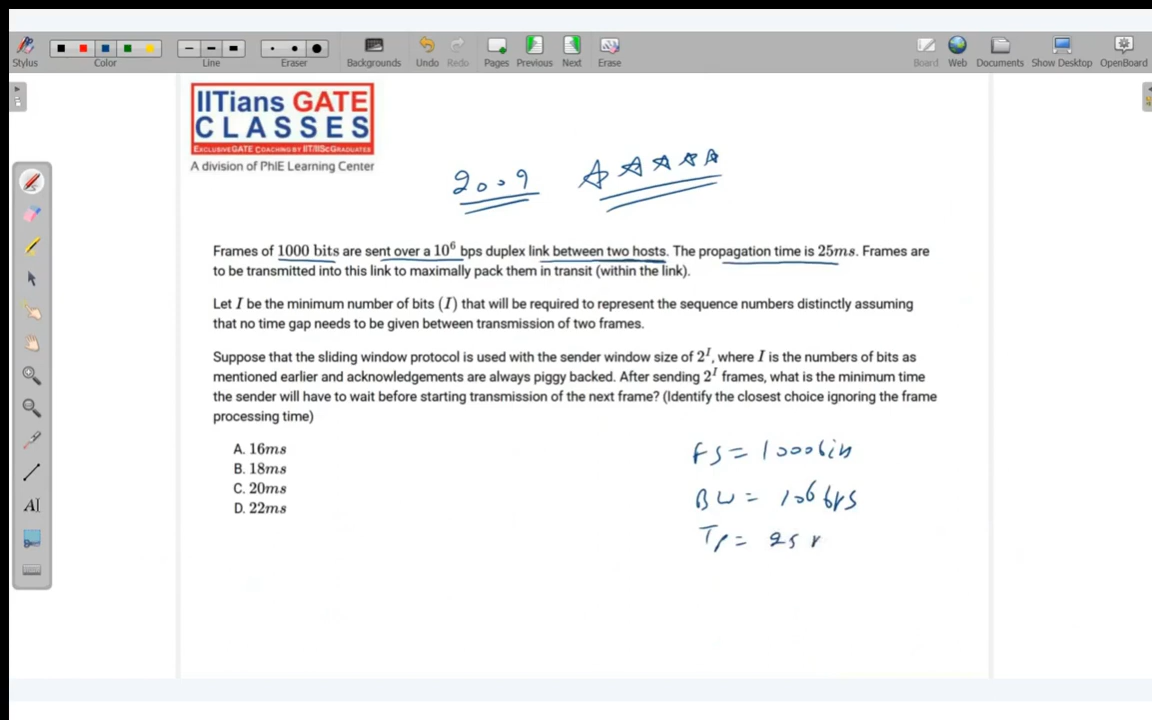 Stylus Color Line Eraser Backgrounds Undo Redo Pages Previous Next Erase Board Web Documents Show Desktop OpenBoard
IITians GATE
CLASSES
EXCLUSIVE GATE COACHING BY IIT/IISC GRADUATES
A division of PhIE Learning Center
2009
Frames of 1000 bits are sent over a 10⁶ bps duplex link between two hosts. The propagation time is 25ms. Frames are
to be transmitted into this link to maximally pack them in transit (within the link).
Let I be the minimum number of bits (I) that will be required to represent the sequence numbers distinctly assuming
that no time gap needs to be given between transmission of two frames.
Suppose that the sliding window protocol is used with the sender window size of 2ᴵ, where I is the numbers of bits as
mentioned earlier and acknowledgements are always piggy backed. After sending 2ᴵ frames, what is the minimum time
the sender will have to wait before starting transmission of the next frame? (Identify the closest choice ignoring the frame
processing time)
A. 16ms
B. 18ms
C. 20ms
D. 22ms
FS = 1000 bits
BW = 10⁶ bps
Tp = 25
AI